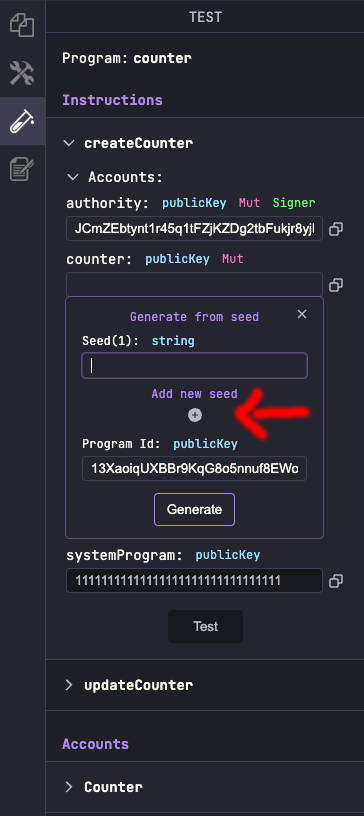 TEST
Program: counter
Instructions
createCounter
Accounts:
authority: publicKey Mut Signer
JCmZEbtynt1r45q1tFZjKZDg2tbFukjr8yjl
counter: publicKey Mut
Generate from seed
Seed(1): string
Add new seed
Program Id: publicKey
13XaoiqUXBBr9KqG8o5nnuf8EWo
Generate
systemProgram: publicKey
11111111111111111111111111111111
Test
updateCounter
Accounts
Counter